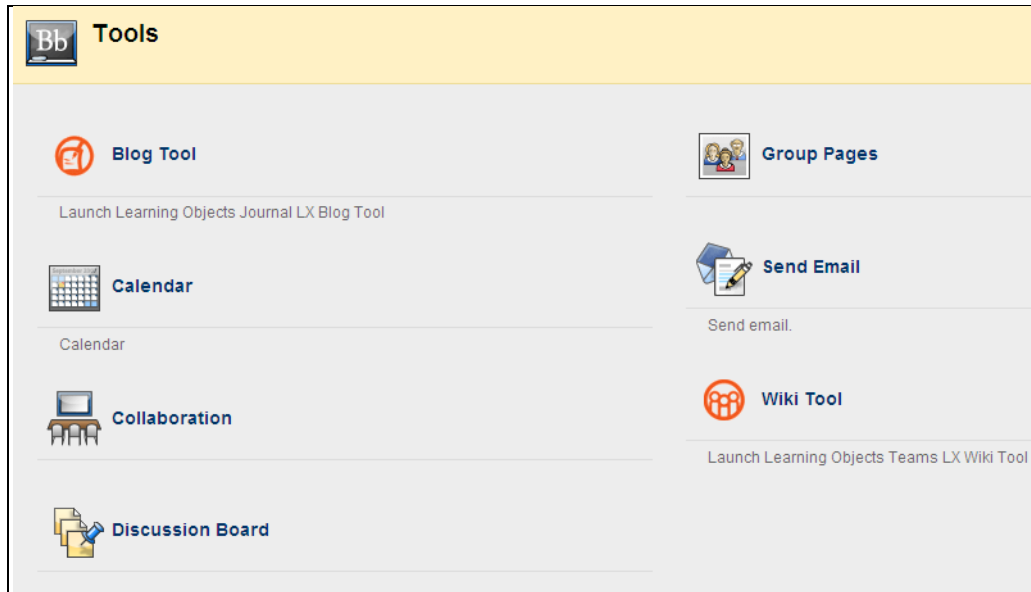 Bb
Tools
Blog Tool
Launch Learning Objects Journal LX Blog Tool
Calendar
Calendar
Collaboration
Discussion Board
Group Pages
Send Email
Send email.
Wiki Tool
Launch Learning Objects Teams LX Wiki Tool